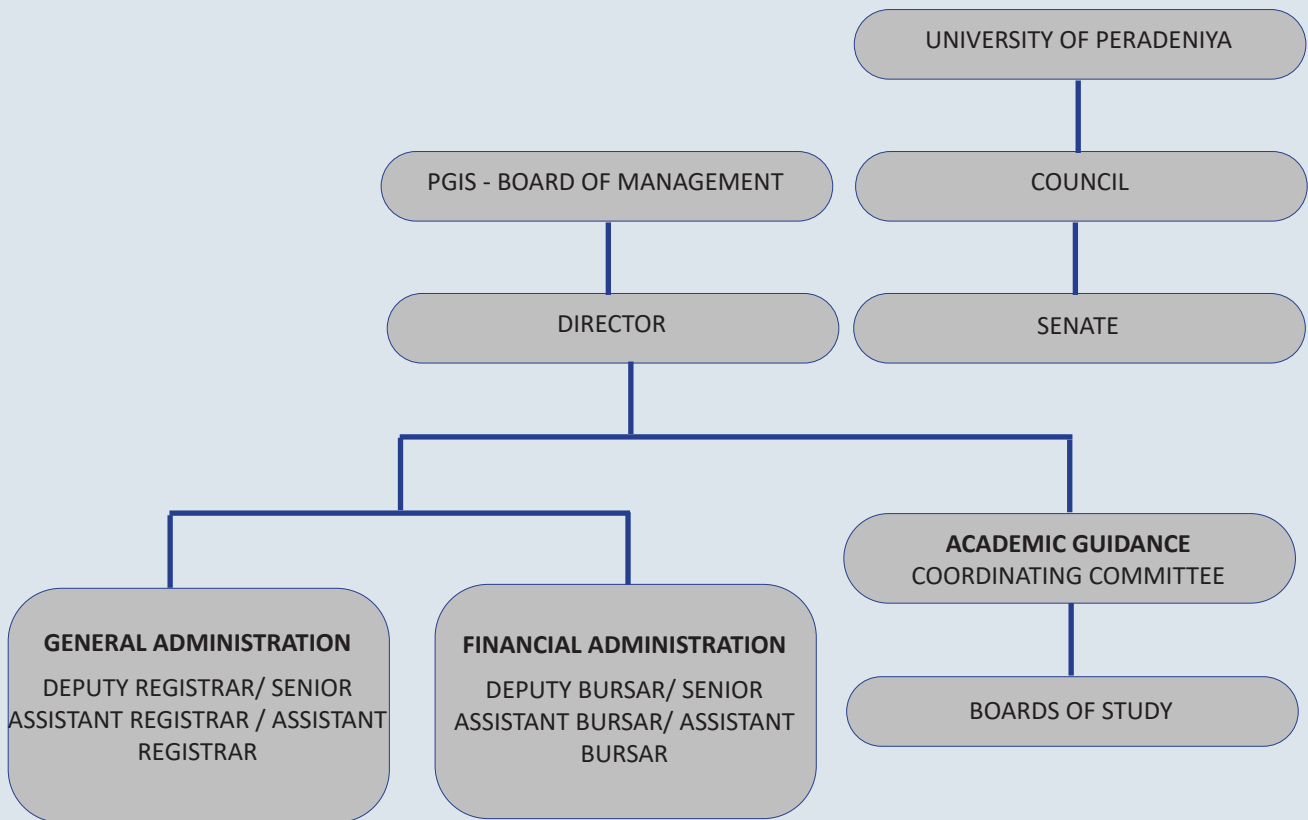 UNIVERSITY OF PERADENIYA
PGIS - BOARD OF MANAGEMENT
COUNCIL
DIRECTOR
SENATE
ACADEMIC GUIDANCE
COORDINATING COMMITTEE
GENERAL ADMINISTRATION
DEPUTY REGISTRAR/ SENIOR
ASSISTANT REGISTRAR / ASSISTANT
REGISTRAR
FINANCIAL ADMINISTRATION
DEPUTY BURSAR/ SENIOR
ASSISTANT BURSAR/ ASSISTANT
BURSAR
BOARDS OF STUDY